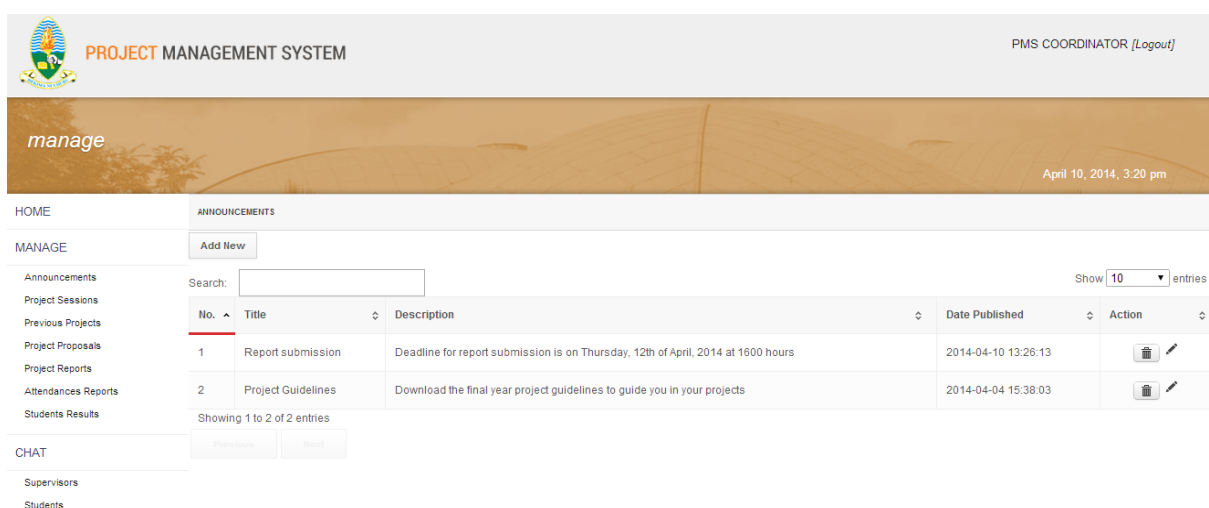 PROJECT MANAGEMENT SYSTEM
PMS COORDINATOR [Logout]
manage
April 10, 2014, 3:20 pm
HOME
MANAGE
Announcements
Project Sessions
Previous Projects
Project Proposals
Project Reports
Attendances Reports
Students Results
CHAT
Supervisors
Students
ANNOUNCEMENTS
Add New
Search:
Show 10 entries
No. Title Description Date Published Action
1 Report submission Deadline for report submission is on Thursday, 12th of April, 2014 at 1600 hours 2014-04-10 13:26:13
2 Project Guidelines Download the final year project guidelines to guide you in your projects 2014-04-04 15:38:03
Showing 1 to 2 of 2 entries
Previous Next